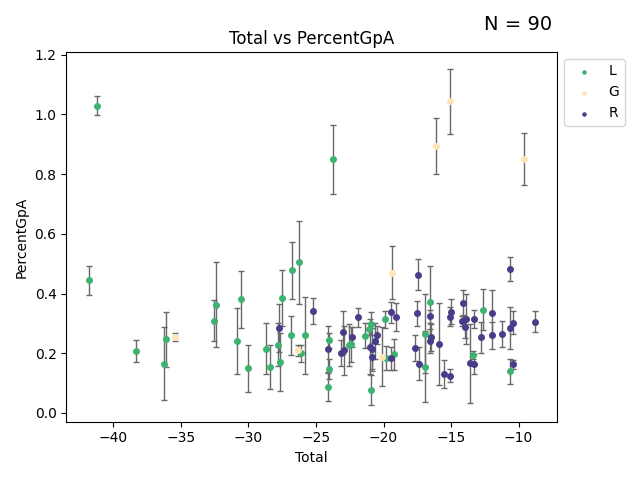 N = 90
Total vs PercentGpA
L
G
R
PercentGpA
1.2
1.0
0.8
0.6
0.4
0.2
0.0
−40 −35 −30 −25 −20 −15 −10
Total